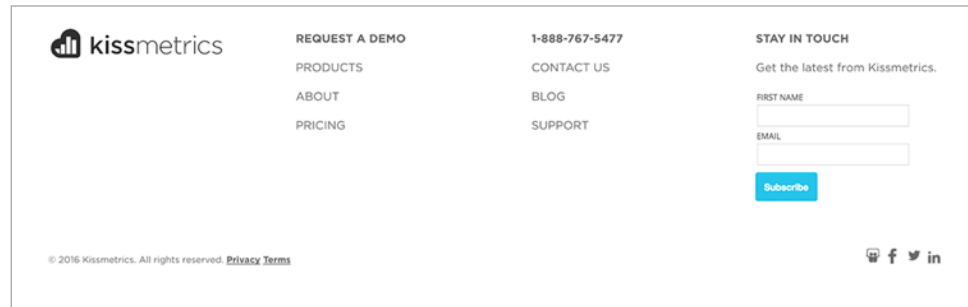 kissmetrics
REQUEST A DEMO
PRODUCTS
ABOUT
PRICING
1-888-767-5477
CONTACT US
BLOG
SUPPORT
STAY IN TOUCH
Get the latest from Kissmetrics.
FIRST NAME
EMAIL
Subscribe
© 2016 Kissmetrics. All rights reserved. Privacy Terms